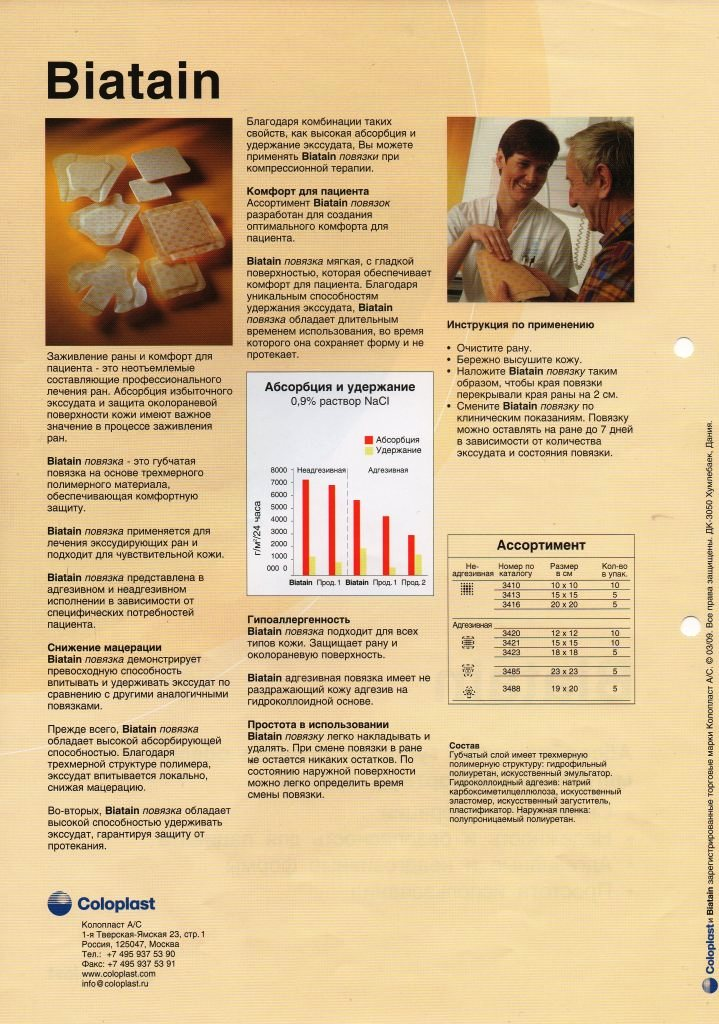 Biatain
Заживление раны и комфорт для
пациента - это неотъемлемые
составляющие профессионального
лечения ран. Абсорбция избыточного
экссудата и защита околораневой
поверхности кожи имеют важное
значение в процессе заживления
ран.
Biatain повязка - это губчатая
повязка на основе трехмерного
полимерного материала,
обеспечивающая комфортную
защиту.
Biatain повязка применяется для
лечения экссудирующих ран и
подходит для чувствительной кожи.
Biatain повязка представлена в
адгезивном и неадгезивном
исполнении в зависимости от
специфических потребностей
пациента.
Снижение мацерации
Biatain повязка демонстрирует
превосходную способность
впитывать и удерживать экссудат по
сравнению с другими аналогичными
повязками.
Прежде всего, Biatain повязка
обладает высокой абсорбирующей
способностью. Благодаря
трехмерной структуре полимера,
экссудат впитывается локально,
снижая мацерацию.
Во-вторых, Biatain повязка обладает
высокой способностью удерживать
экссудат, гарантируя защиту от
протекания.
Благодаря комбинации таких
свойств, как высокая абсорбция и
удержание экссудата, Вы можете
применять Biatain повязки при
компрессионной терапии.
Комфорт для пациента
Ассортимент Biatain повязок
разработан для создания
оптимального комфорта для
пациента.
Biatain повязка мягкая, с гладкой
поверхностью, которая обеспечивает
комфорт для пациента. Благодаря
уникальным способностям
удержания экссудата, Biatain
повязка обладает длительным
временем использования, во время
которого она сохраняет форму и не
протекает.
Абсорбция и удержание
0,9% раствор NaCl
Абсорбция
Удержание
Неадгезивная Адгезивная
г/м²/24 часа
8000
7000
6000
5000
4000
3000
2000
1000
000 0
Biatain Прод. 1 Biatain Прод. 1 Прод. 2
Гипоаллергенность
Biatain повязка подходит для всех
типов кожи. Защищает рану и
околораневую поверхность.
Biatain адгезивная повязка имеет не
раздражающий кожу адгезив на
гидроколлоидной основе.
Простота в использовании
Biatain повязку легко накладывать и
удалять. При смене повязки в ране
не остается никаких остатков. По
состоянию наружной поверхности
можно легко определить время
смены повязки.
Инструкция по применению
• Очистите рану.
• Бережно высушите кожу.
• Наложите Biatain повязку таким
образом, чтобы края повязки
перекрывали края раны на 2 см.
• Смените Biatain повязку по
клиническим показаниям. Повязку
можно оставлять на ране до 7 дней
в зависимости от количества
экссудата и состояния повязки.
Ассортимент
Не- Номер по Размер Кол-во
адгезивная каталогу в см в упак.
3410 10 x 10 10
3413 15 x 15 5
3416 20 x 20 5
Адгезивная
3420 12 x 12 10
3421 15 x 15 10
3423 18 x 18 5
3485 23 x 23 5
3488 19 x 20 5
Состав
Губчатый слой имеет трехмерную
полимерную структуру: гидрофильный
полиуретан, искусственный эмульгатор.
Гидроколлоидный адгезив: натрий
карбоксиметилцеллюлоза, искусственный
эластомер, искусственный загуститель,
пластификатор. Наружная пленка:
полупроницаемый полиуретан.
Coloplast
Колопласт А/С
1-я Тверская-Ямская 23, стр. 1
Россия, 125047, Москва
Тел.: +7 495 937 53 90
Факс: +7 495 937 53 91
www.coloplast.com
info@coloplast.ru
Coloplast и Biatain зарегистрированные торговые марки Колопласт А/С. © 03/09. Все права защищены. ДК-3050 Хумлебаек, Дания.